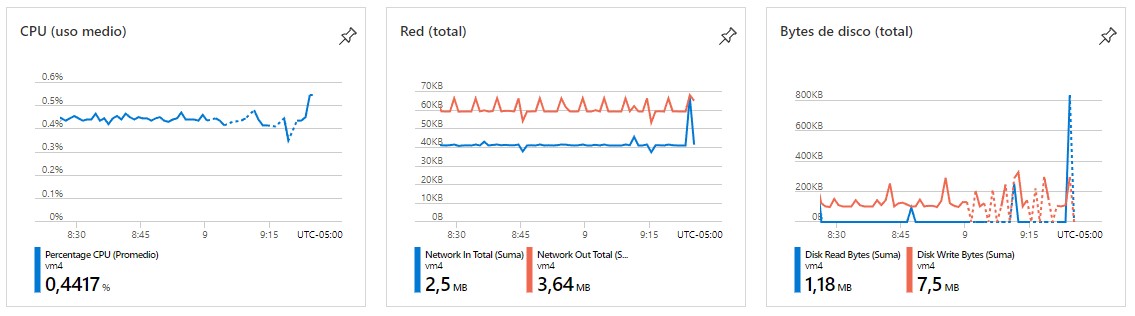 CPU (uso medio)
0.6%
0.5%
0.4%
0.3%
0.2%
0.1%
0%
8:30 8:45 9 9:15 UTC-05:00
Percentage CPU (Promedio)
vm4
0,4417 %
Red (total)
70KB
60KB
50KB
40KB
30KB
20KB
10KB
0B
8:30 8:45 9 9:15 UTC-05:00
Network In Total (Suma)
vm4
2,5 MB
Network Out Total (S...
vm4
3,64 MB
Bytes de disco (total)
800KB
600KB
400KB
200KB
0B
8:30 8:45 9 9:15 UTC-05:00
Disk Read Bytes (Suma)
vm4
1,18 MB
Disk Write Bytes (Suma)
vm4
7,5 MB